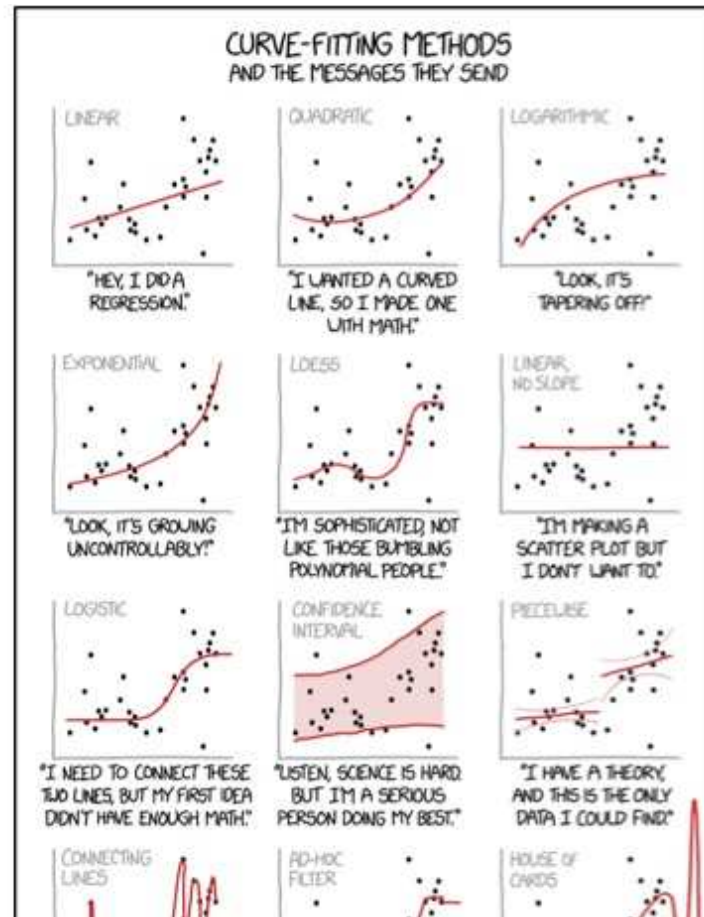 CURVE-FITTING METHODS
AND THE MESSAGES THEY SEND
LINEAR
"HEY, I DID A
REGRESSION."
QUADRATIC
"I WANTED A CURVED
LINE, SO I MADE ONE
WITH MATH."
LOGARITHMIC
"LOOK, IT'S
TAPERING OFF!"
EXPONENTIAL
"LOOK, IT'S GROWING
UNCONTROLLABLY!"
LOESS
"I'M SOPHISTICATED, NOT
LIKE THOSE BUMBLING
POLYNOMIAL PEOPLE."
LINEAR,
NO SLOPE
"I'M MAKING A
SCATTER PLOT BUT
I DON'T WANT TO."
LOGISTIC
"I NEED TO CONNECT THESE
TWO LINES, BUT MY FIRST IDEA
DIDN'T HAVE ENOUGH MATH."
CONFIDENCE
INTERVAL
"LISTEN, SCIENCE IS HARD.
BUT I'M A SERIOUS
PERSON DOING MY BEST."
PIECEWISE
"I HAVE A THEORY,
AND THIS IS THE ONLY
DATA I COULD FIND."
CONNECTING
LINES
AD-HOC
FILTER
HOUSE OF
CARDS